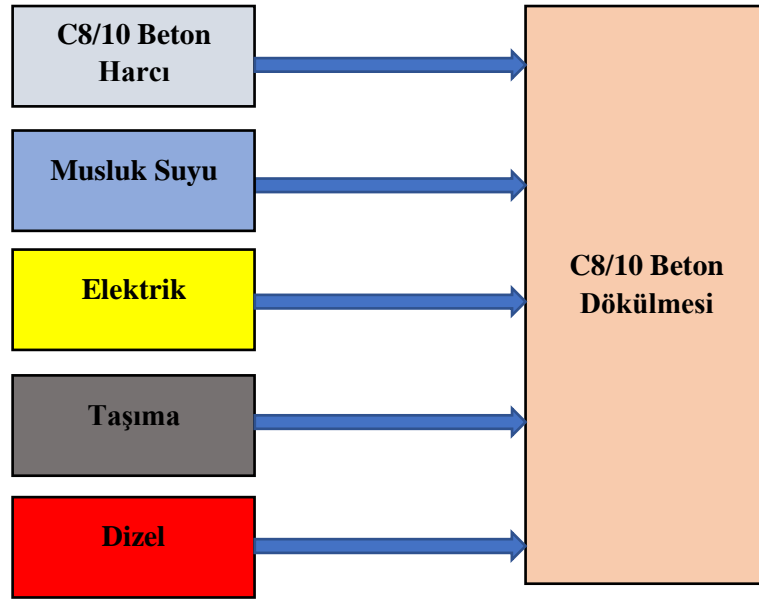 C8/10 Beton
Harcı
Musluk Suyu
Elektrik
Taşıma
Dizel
C8/10 Beton
Dökülmesi